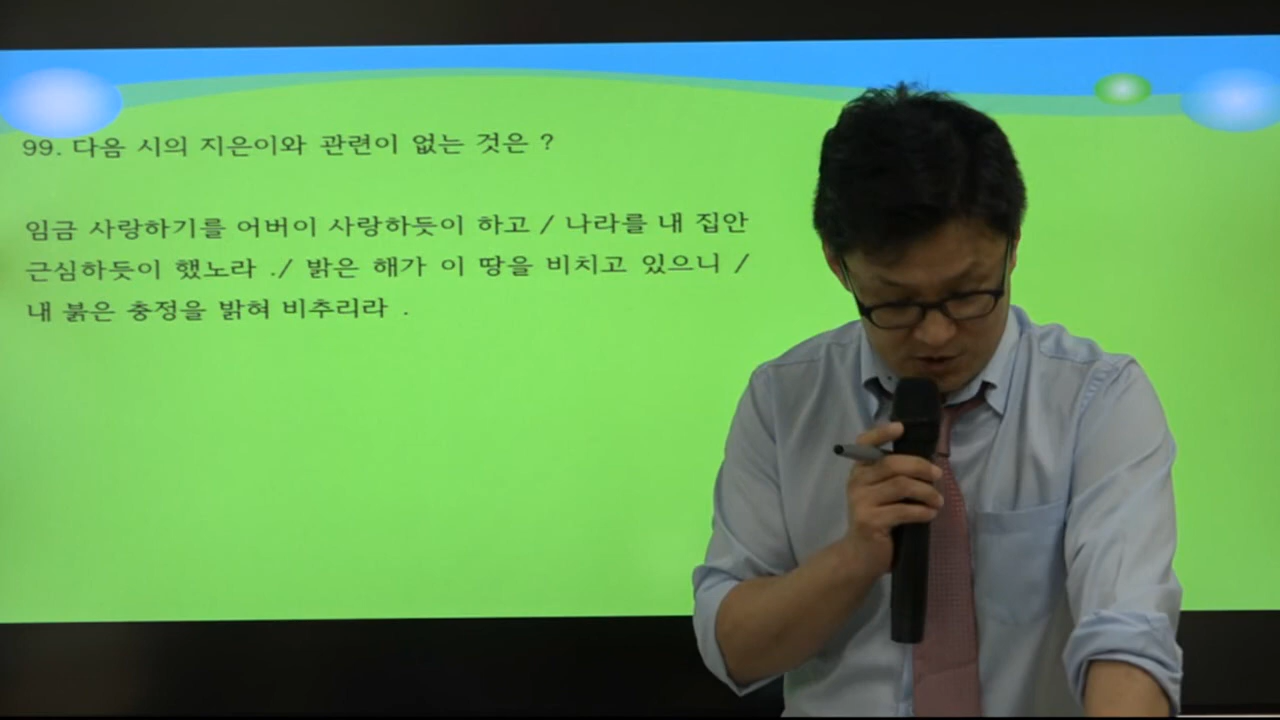 99. 다음 시의 지은이와 관련이 없는 것은 ?
임금 사랑하기를 어버이 사랑하듯이 하고 / 나라를 내 집안
근심하듯이 했노라 ./ 밝은 해가 이 땅을 비치고 있으니 /
내 붉은 충정을 밝혀 비추리라 .